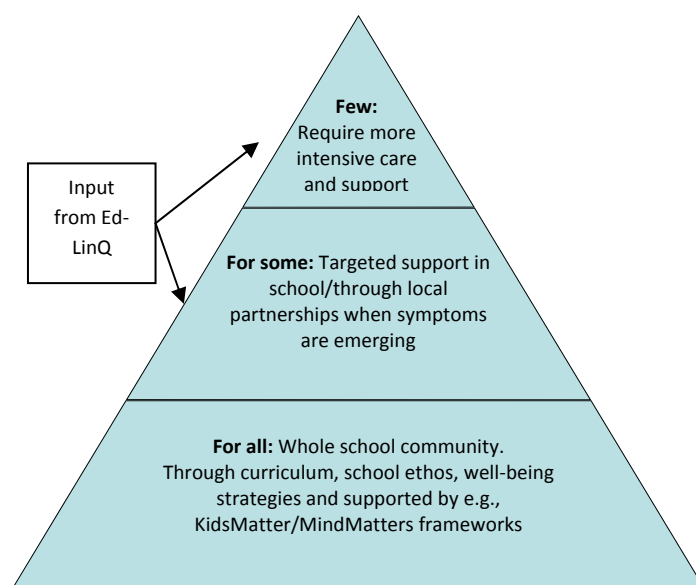 Few:
Require more
intensive care
and support
Input
from Ed-
LinQ
For some: Targeted support in
school/through local
partnerships when symptoms
are emerging
For all: Whole school community.
Through curriculum, school ethos, well-being
strategies and supported by e.g.,
KidsMatter/MindMatters frameworks